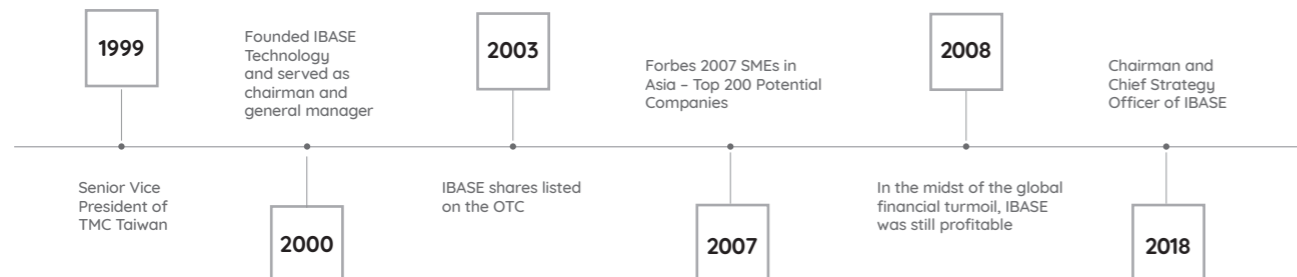 1999
Senior Vice
President of
TMC Taiwan
Founded IBASE
Technology
and served as
chairman and
general manager
2000
2003
IBASE shares listed
on the OTC
Forbes 2007 SMEs in
Asia – Top 200 Potential
Companies
2007
2008
In the midst of the global
financial turmoil, IBASE
was still profitable
Chairman and
Chief Strategy
Officer of IBASE
2018